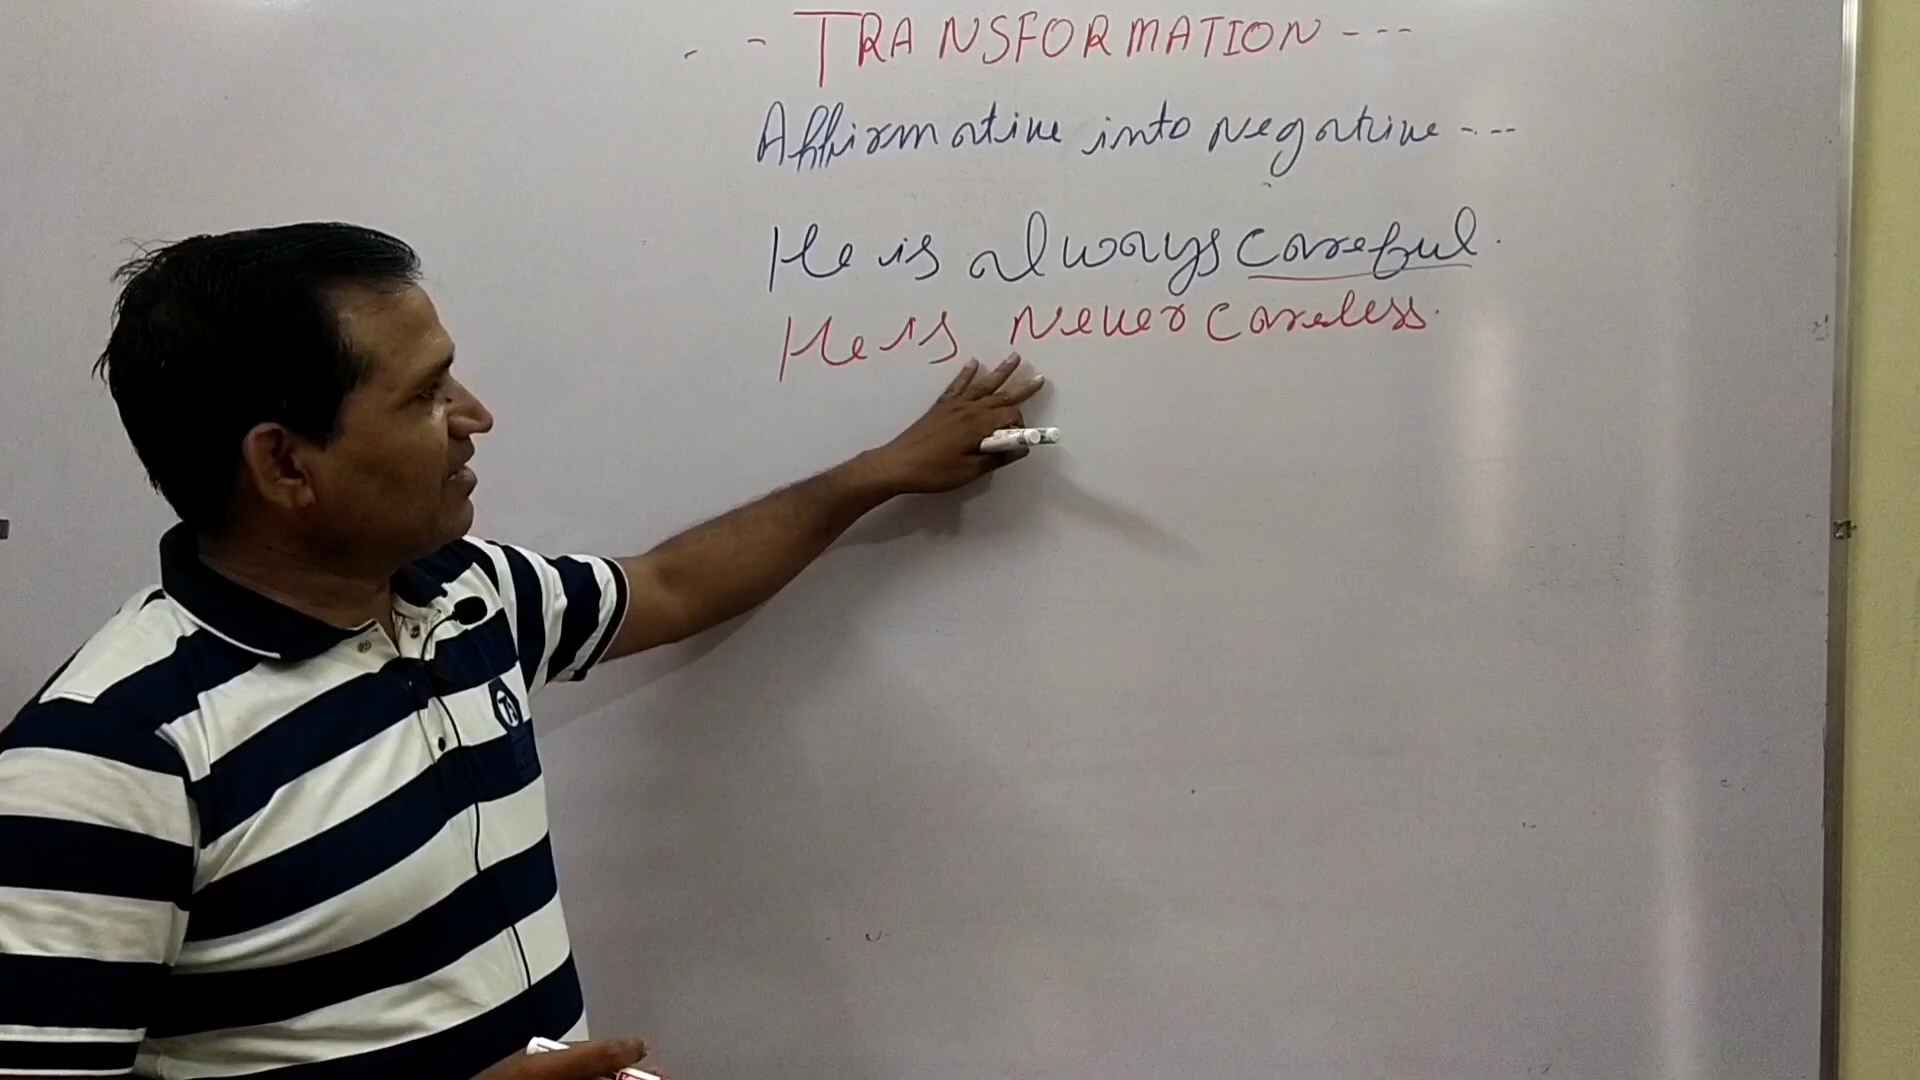 - - TRANSFORMATION - - -
Affirmative into Negative - - -
He is always careful.
He is Never careless.